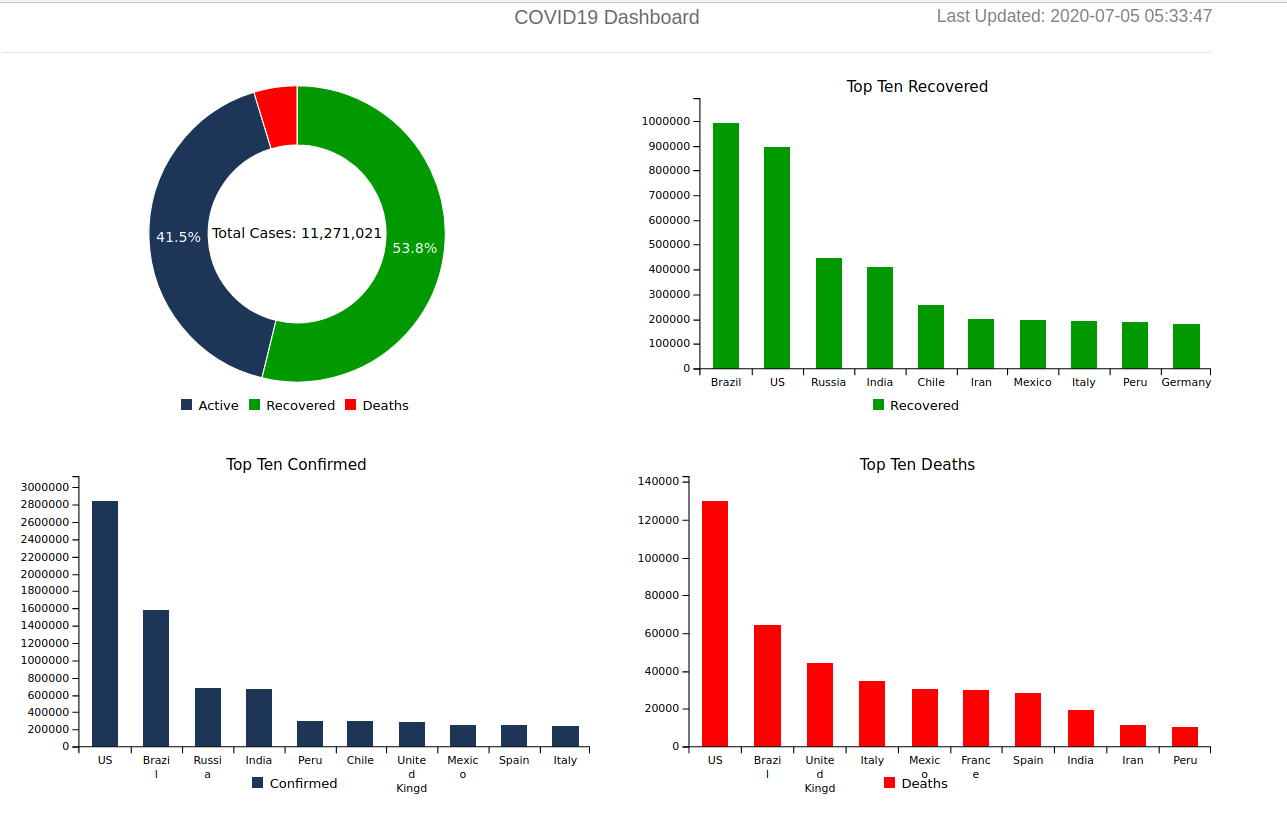 COVID19 Dashboard
Last Updated: 2020-07-05 05:33:47
41.5%
Total Cases: 11,271,021
53.8%
Active Recovered Deaths
Top Ten Recovered
1000000
900000
800000
700000
600000
500000
400000
300000
200000
100000
0
Brazil US Russia India Chile Iran Mexico Italy Peru Germany
Recovered
Top Ten Confirmed
3000000
2800000
2600000
2400000
2200000
2000000
1800000
1600000
1400000
1200000
1000000
800000
600000
400000
200000
0
US Brazi Russi India Peru Chile Unite Mexic Spain Italy
l a d o
Kingd
Confirmed
Top Ten Deaths
140000
120000
100000
80000
60000
40000
20000
0
US Brazi Unite Italy Mexic Franc Spain India Iran Peru
l d o e
Kingd
Deaths